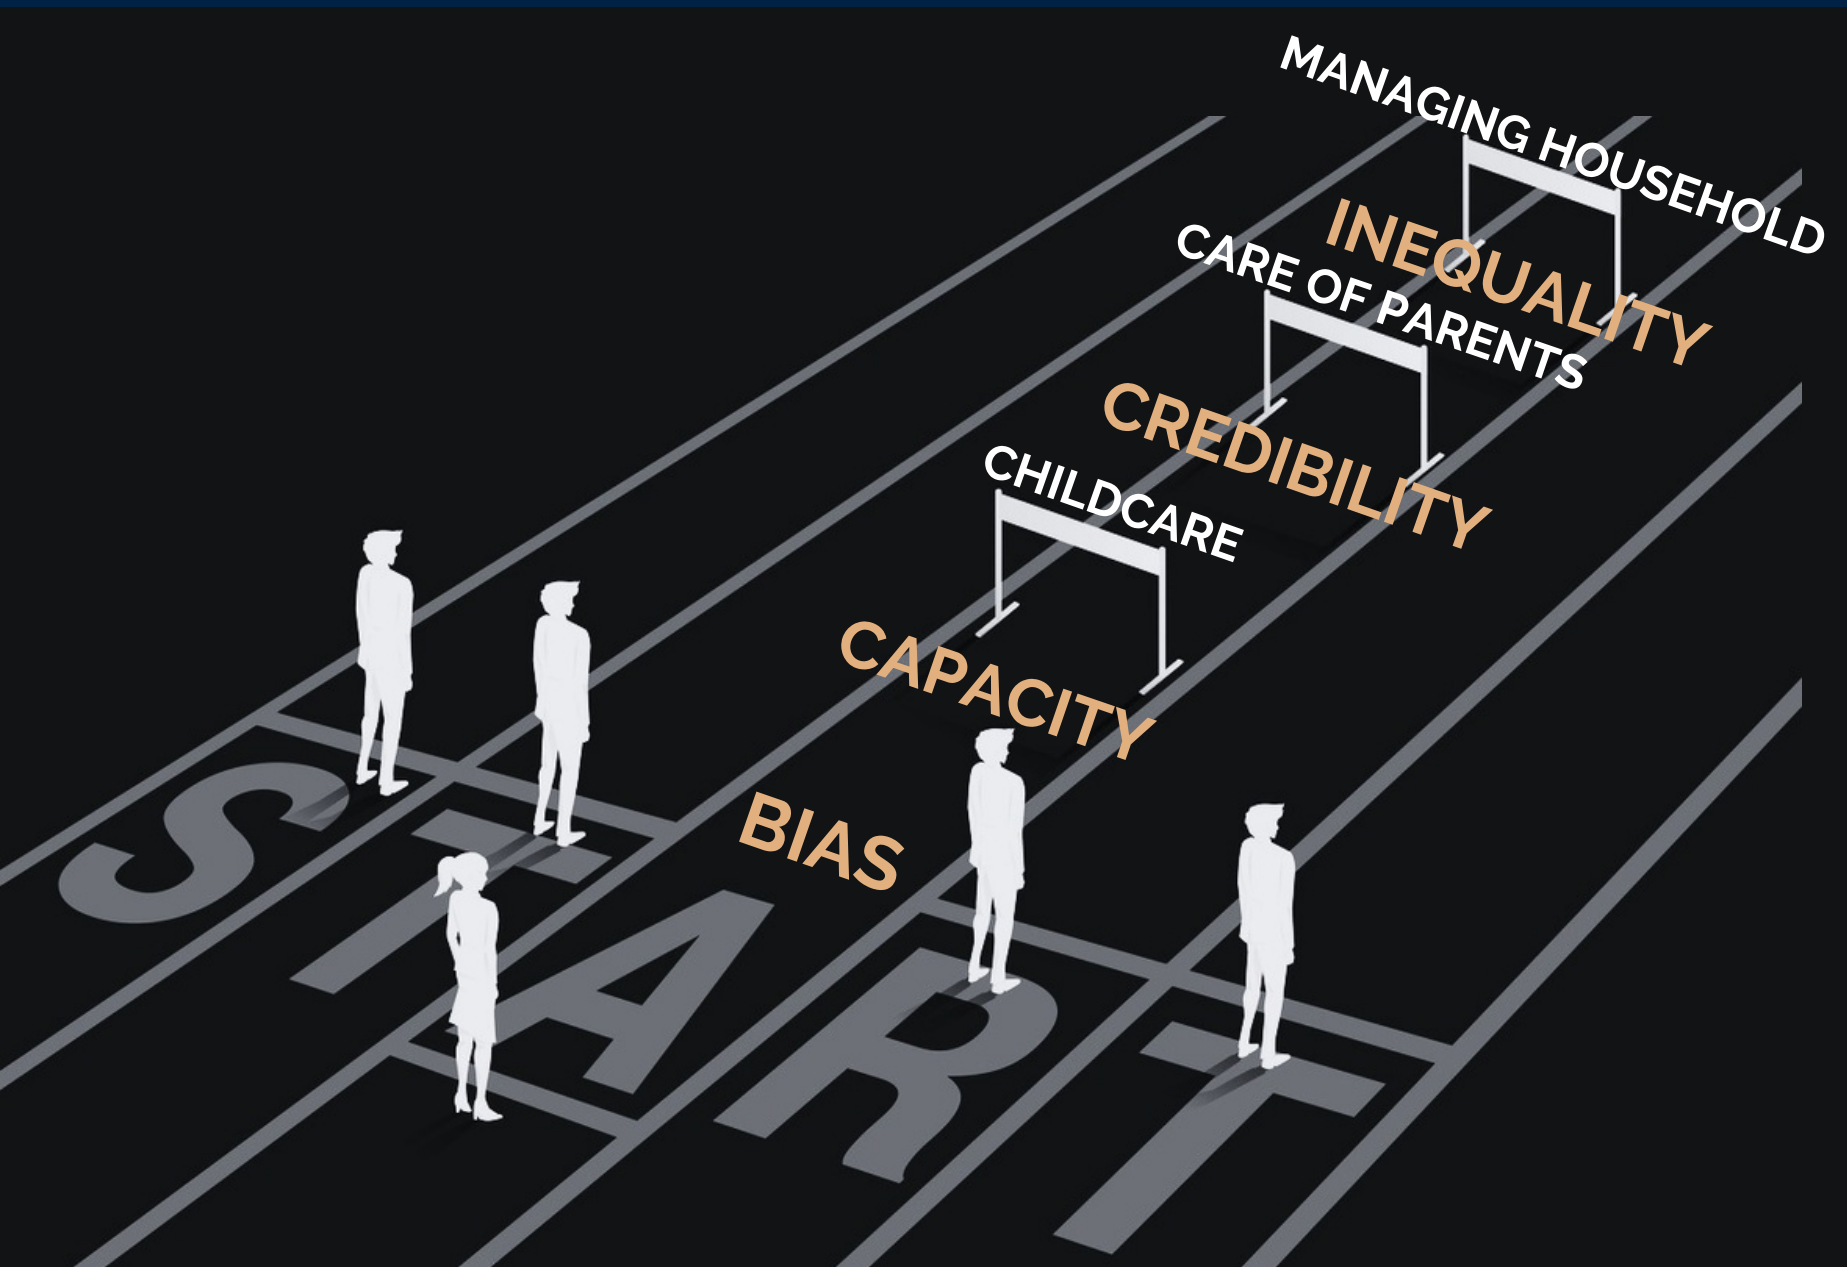 MANAGING HOUSEHOLD
INEQUALITY
CARE OF PARENTS
CREDIBILITY
CHILDCARE
CAPACITY
BIAS
START